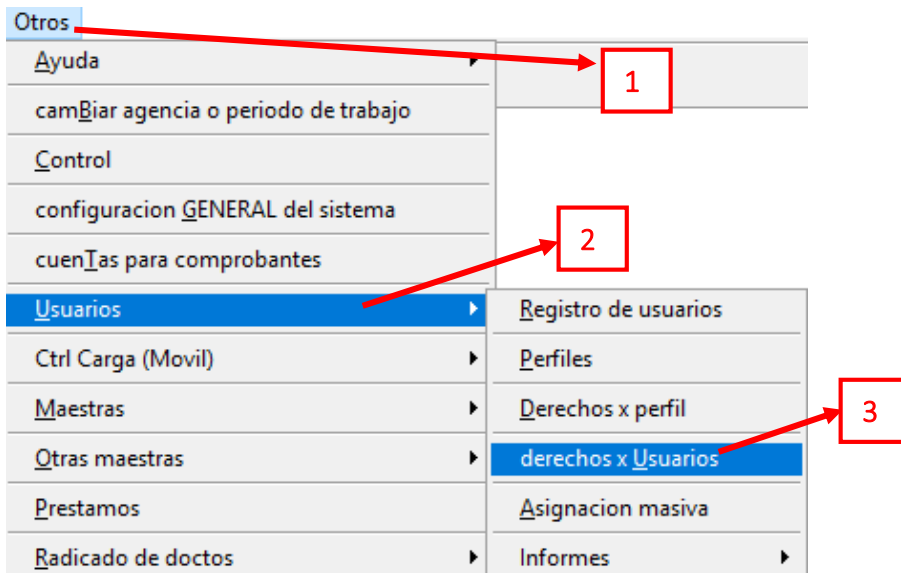 Otros
Ayuda
1
camBiar agencia o periodo de trabajo
Control
configuracion GENERAL del sistema
2
cuenTas para comprobantes
Usuarios
Registro de usuarios
Ctrl Carga (Movil)
Perfiles
Maestras
Derechos x perfil
3
Otras maestras
derechos x Usuarios
Prestamos
Asignacion masiva
Radicado de doctos
Informes